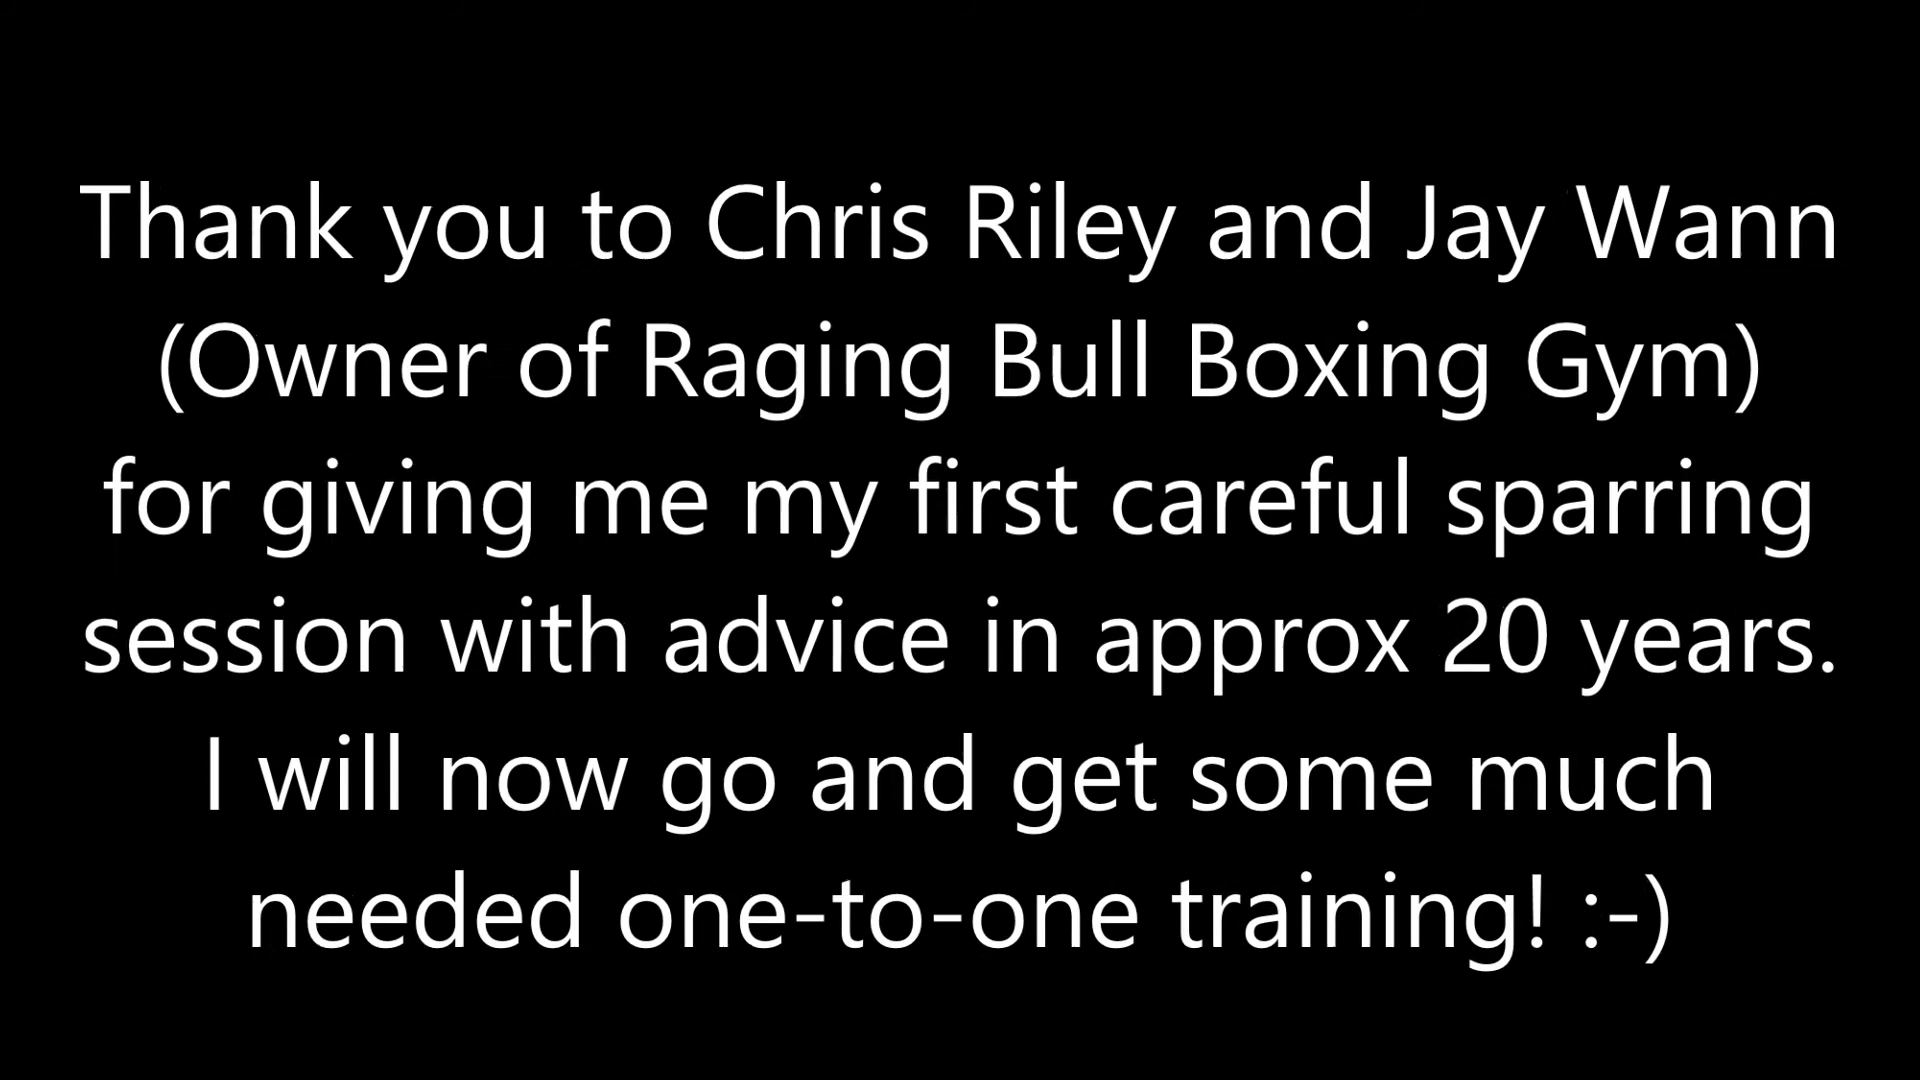 Thank you to Chris Riley and Jay Wann
(Owner of Raging Bull Boxing Gym)
for giving me my first careful sparring
session with advice in approx 20 years.
I will now go and get some much
needed one-to-one training! :-)